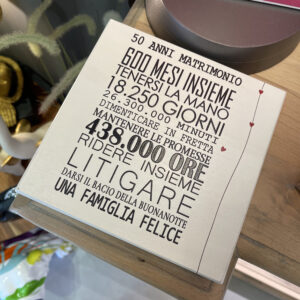 50 ANNI MATRIMONIO
600 MESI INSIEME
TENERSI LA MANO
18.250 GIORNI
26.300.000 MINUTI
DIMENTICARE IN FRETTA
MANTENERE LE PROMESSE
438.000 ORE
RIDERE INSIEME
LITIGARE
DARSI IL BACIO DELLA BUONANOTTE
UNA FAMIGLIA FELICE